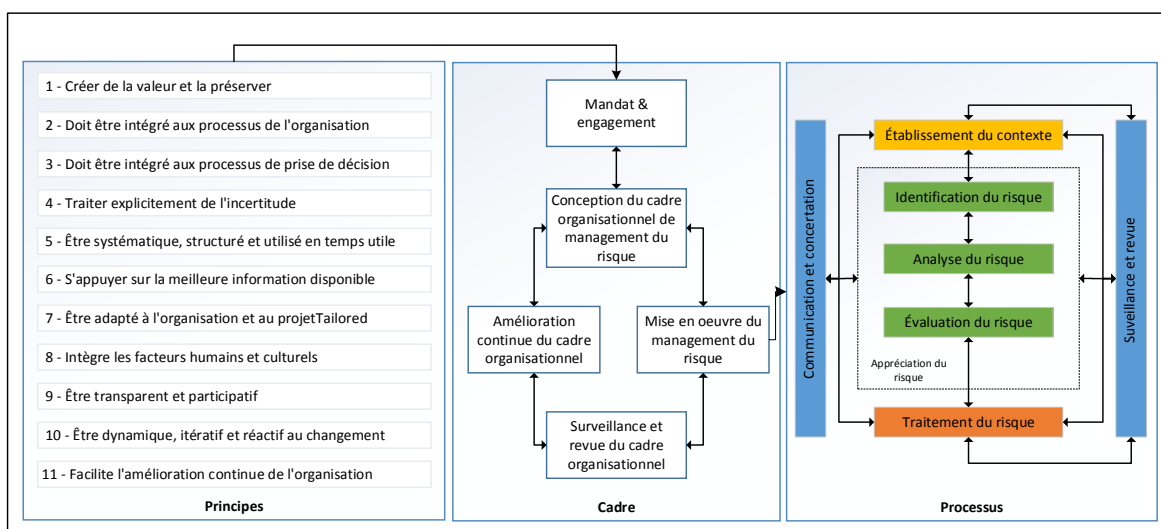 1 - Créer de la valeur et la préserver
2 - Doit être intégré aux processus de l'organisation
3 - Doit être intégré aux processus de prise de décision
4 - Traiter explicitement de l'incertitude
5 - Être systématique, structuré et utilisé en temps utile
6 - S'appuyer sur la meilleure information disponible
7 - Être adapté à l'organisation et au projetTailored
8 - Intègre les facteurs humains et culturels
9 - Être transparent et participatif
10 - Être dynamique, itératif et réactif au changement
11 - Facilite l'amélioration continue de l'organisation
Principes
Mandat &
engagement
Conception du cadre
organisationnel de
management du
risque
Amélioration
continue du cadre
organisationnel
Mise en oeuvre du
management du
risque
Surveillance et
revue du cadre
organisationnel
Cadre
Communication et concertation
Établissement du contexte
Identification du risque
Analyse du risque
Évaluation du risque
Appréciation du
risque
Traitement du risque
Suveillance et revue
Processus